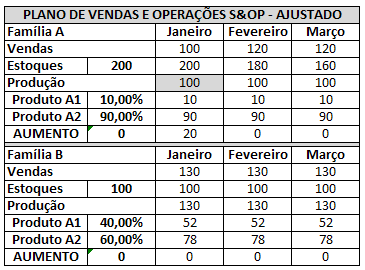 PLANO DE VENDAS E OPERAÇÕES S&OP - AJUSTADO
Família A Janeiro Fevereiro Março
Vendas 100 120 120
Estoques 200 200 180 160
Produção 100 100 100
Produto A1 10,00% 10 10 10
Produto A2 90,00% 90 90 90
AUMENTO 0 20 0 0
Família B Janeiro Fevereiro Março
Vendas 130 130 130
Estoques 100 100 100 100
Produção 130 130 130
Produto A1 40,00% 52 52 52
Produto A2 60,00% 78 78 78
AUMENTO 0 0 0 0